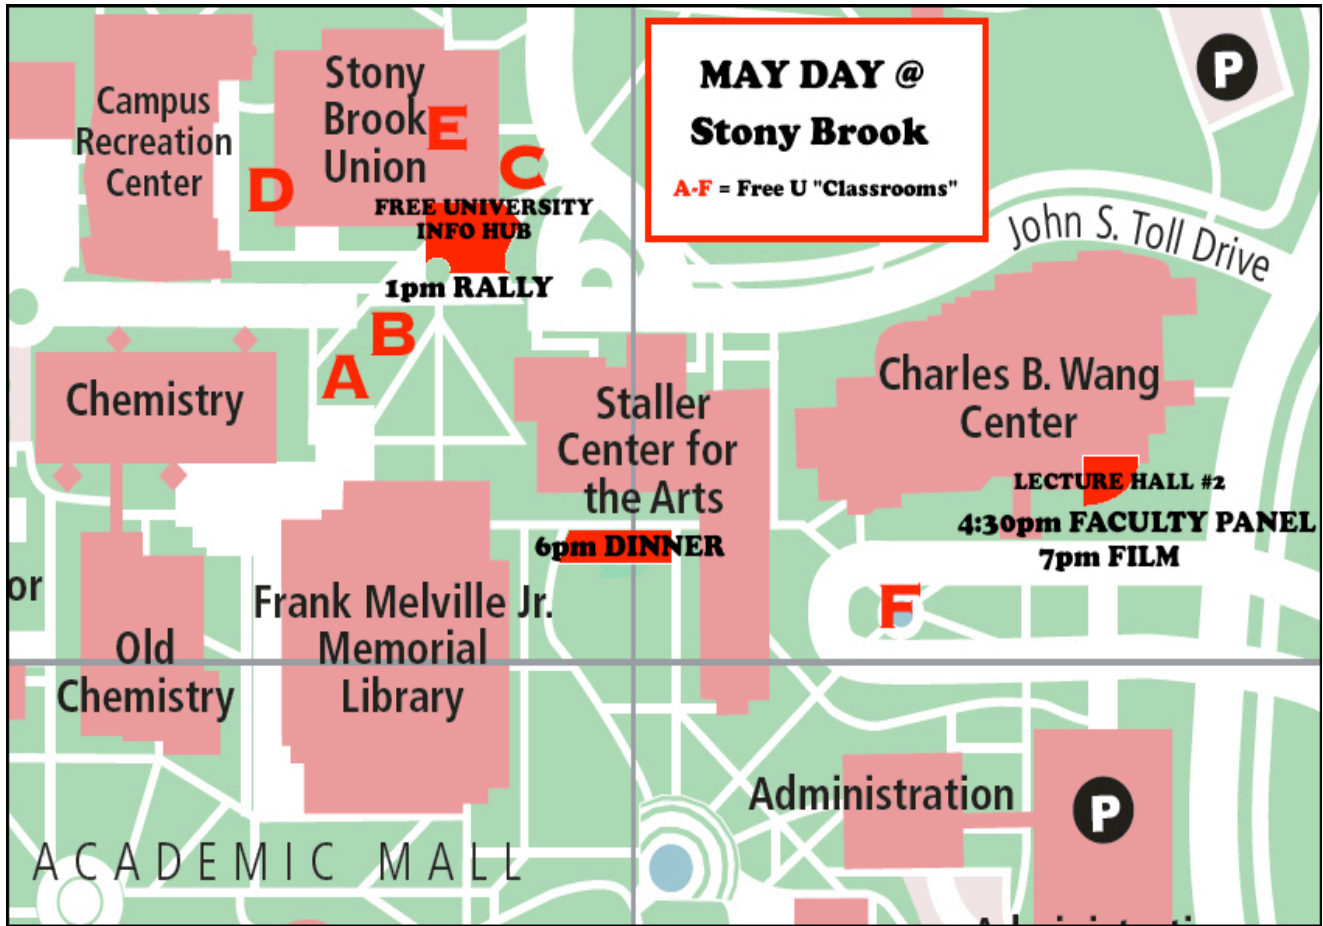 MAY DAY @
Stony Brook
A-F = Free U "Classrooms"
P
Campus
Recreation
Center
Stony
Brook
Union
E
C
D
FREE UNIVERSITY
INFO HUB
1pm RALLY
John S. Toll Drive
B
A
Chemistry
Staller
Center for
the Arts
6pm DINNER
Charles B. Wang
Center
LECTURE HALL #2
4:30pm FACULTY PANEL
7pm FILM
F
or
Old
Chemistry
Frank Melville Jr.
Memorial
Library
Administration
P
ACADEMIC MALL